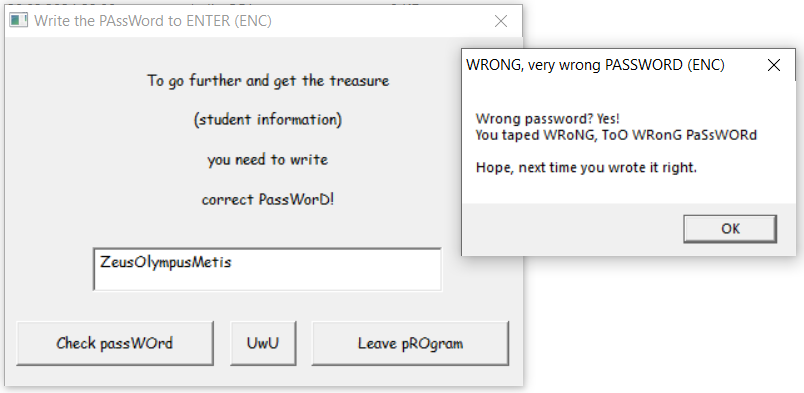 Write the PAssWord to ENTER (ENC)
To go further and get the treasure
(student information)
you need to write
correct PassWorD!
ZeusOlympusMetis
Check passWOrd
UwU
Leave pROgram
WRONG, very wrong PASSWORD (ENC)
Wrong password? Yes!
You taped WRoNG, ToO WRonG PaSsWORd
Hope, next time you wrote it right.
OK